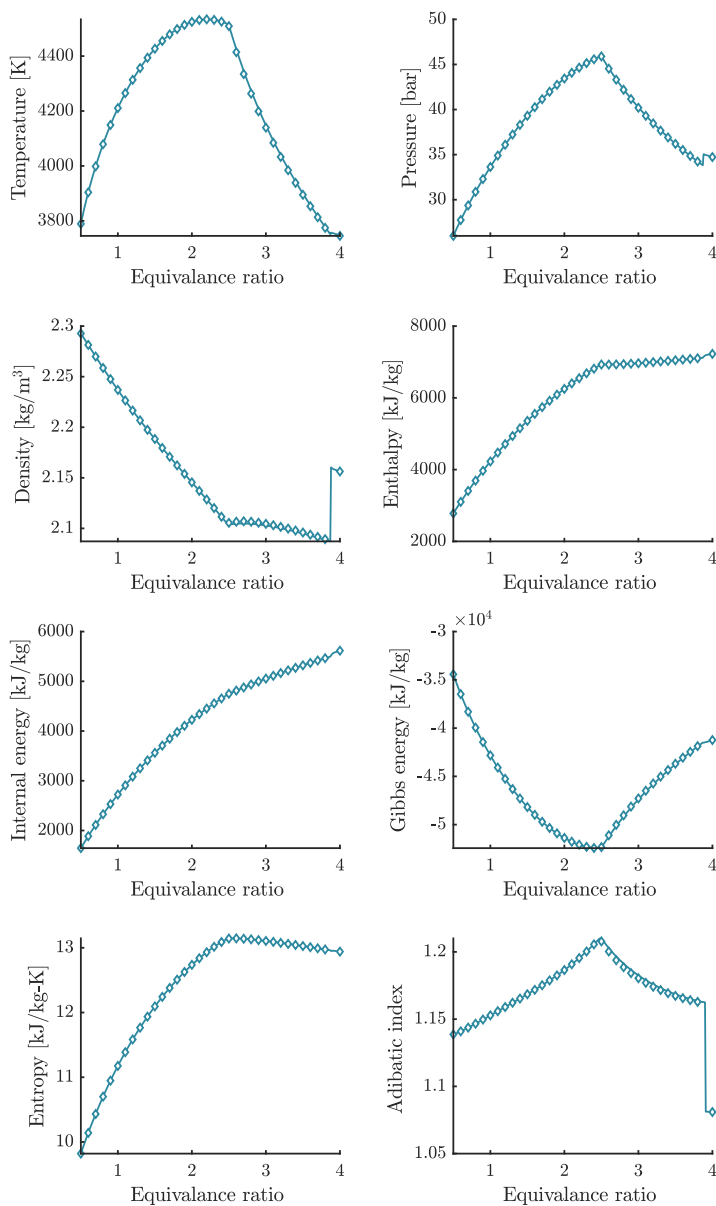 Temperature [K]
4400
4200
4000
3800
1 2 3 4
Equivalance ratio
Pressure [bar]
50
45
40
35
30
1 2 3 4
Equivalance ratio
Density [kg/m³]
2.3
2.25
2.2
2.15
2.1
1 2 3 4
Equivalance ratio
Enthalpy [kJ/kg]
8000
6000
4000
2000
1 2 3 4
Equivalance ratio
Internal energy [kJ/kg]
6000
5000
4000
3000
2000
1 2 3 4
Equivalance ratio
Gibbs energy [kJ/kg]
×10⁴
-3
-3.5
-4
-4.5
-5
1 2 3 4
Equivalance ratio
Entropy [kJ/kg-K]
13
12
11
10
1 2 3 4
Equivalance ratio
Adibatic index
1.2
1.15
1.1
1.05
1 2 3 4
Equivalance ratio